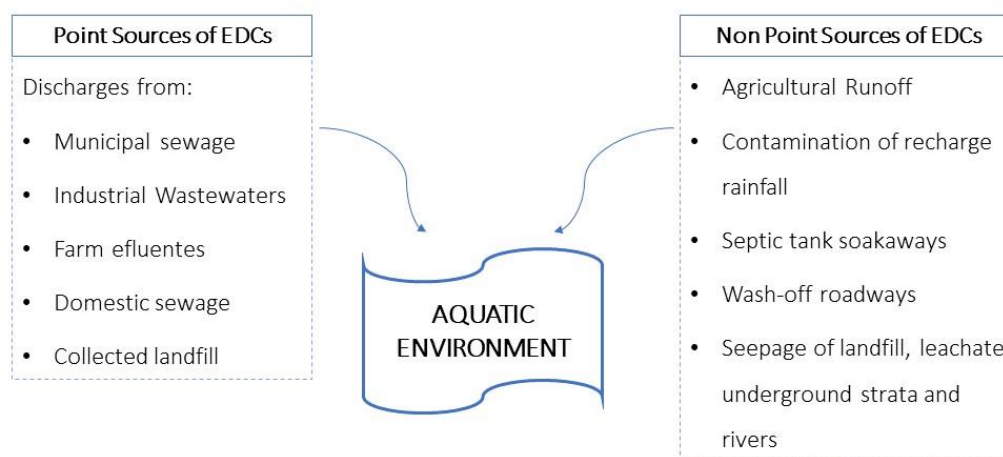 Point Sources of EDCs
Discharges from:
• Municipal sewage
• Industrial Wastewaters
• Farm efluentes
• Domestic sewage
• Collected landfill
Non Point Sources of EDCs
• Agricultural Runoff
• Contamination of recharge
rainfall
• Septic tank soakaways
• Wash-off roadways
• Seepage of landfill, leachate
underground strata and
rivers
AQUATIC
ENVIRONMENT